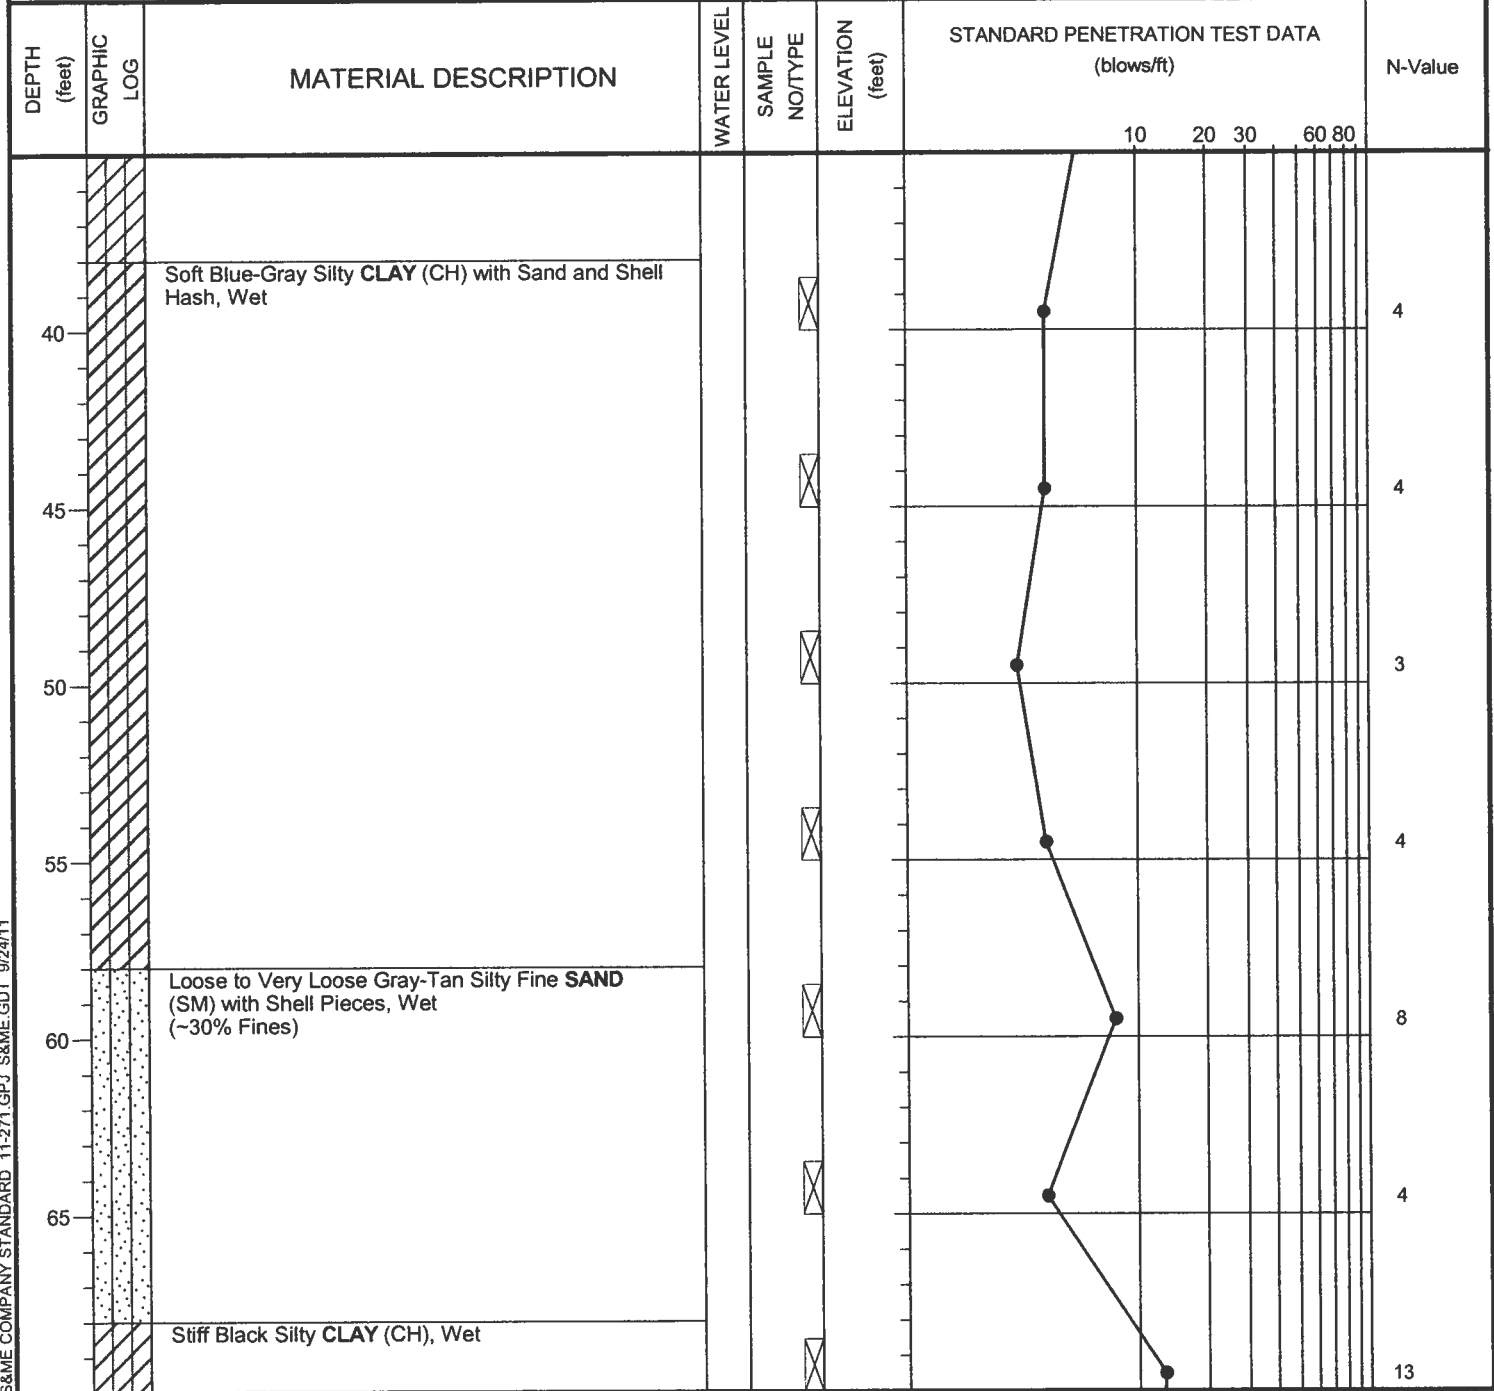 DEPTH
(feet)
GRAPHIC
LOG
MATERIAL DESCRIPTION
WATER LEVEL
SAMPLE
NO/TYPE
ELEVATION
(feet)
STANDARD PENETRATION TEST DATA
(blows/ft)
N-Value
10 20 30 60 80
Soft Blue-Gray Silty CLAY (CH) with Sand and Shell
Hash, Wet
4
40
4
45
3
50
4
55
Loose to Very Loose Gray-Tan Silty Fine SAND
(SM) with Shell Pieces, Wet
(~30% Fines)
8
60
4
65
Stiff Black Silty CLAY (CH), Wet
13
S&ME COMPANY STANDARD 11-271.GPJ S&ME.GDT 9/24/11